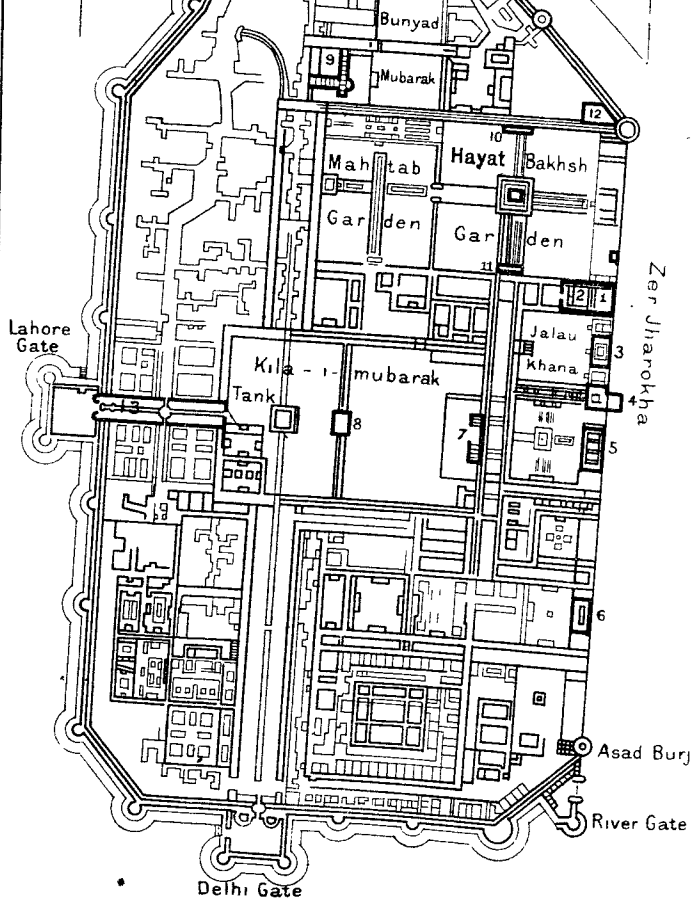 Bunyad
9
Mubarak
12
10
Hayat Bakhsh
Mahtab
Garden
Garden
11
2
1
Zer Jharokha
Jalau
Khana
3
Lahore
Gate
Kila-i-mubarak
Tank
13
4
8
7
5
6
Asad Burj
River Gate
Delhi Gate